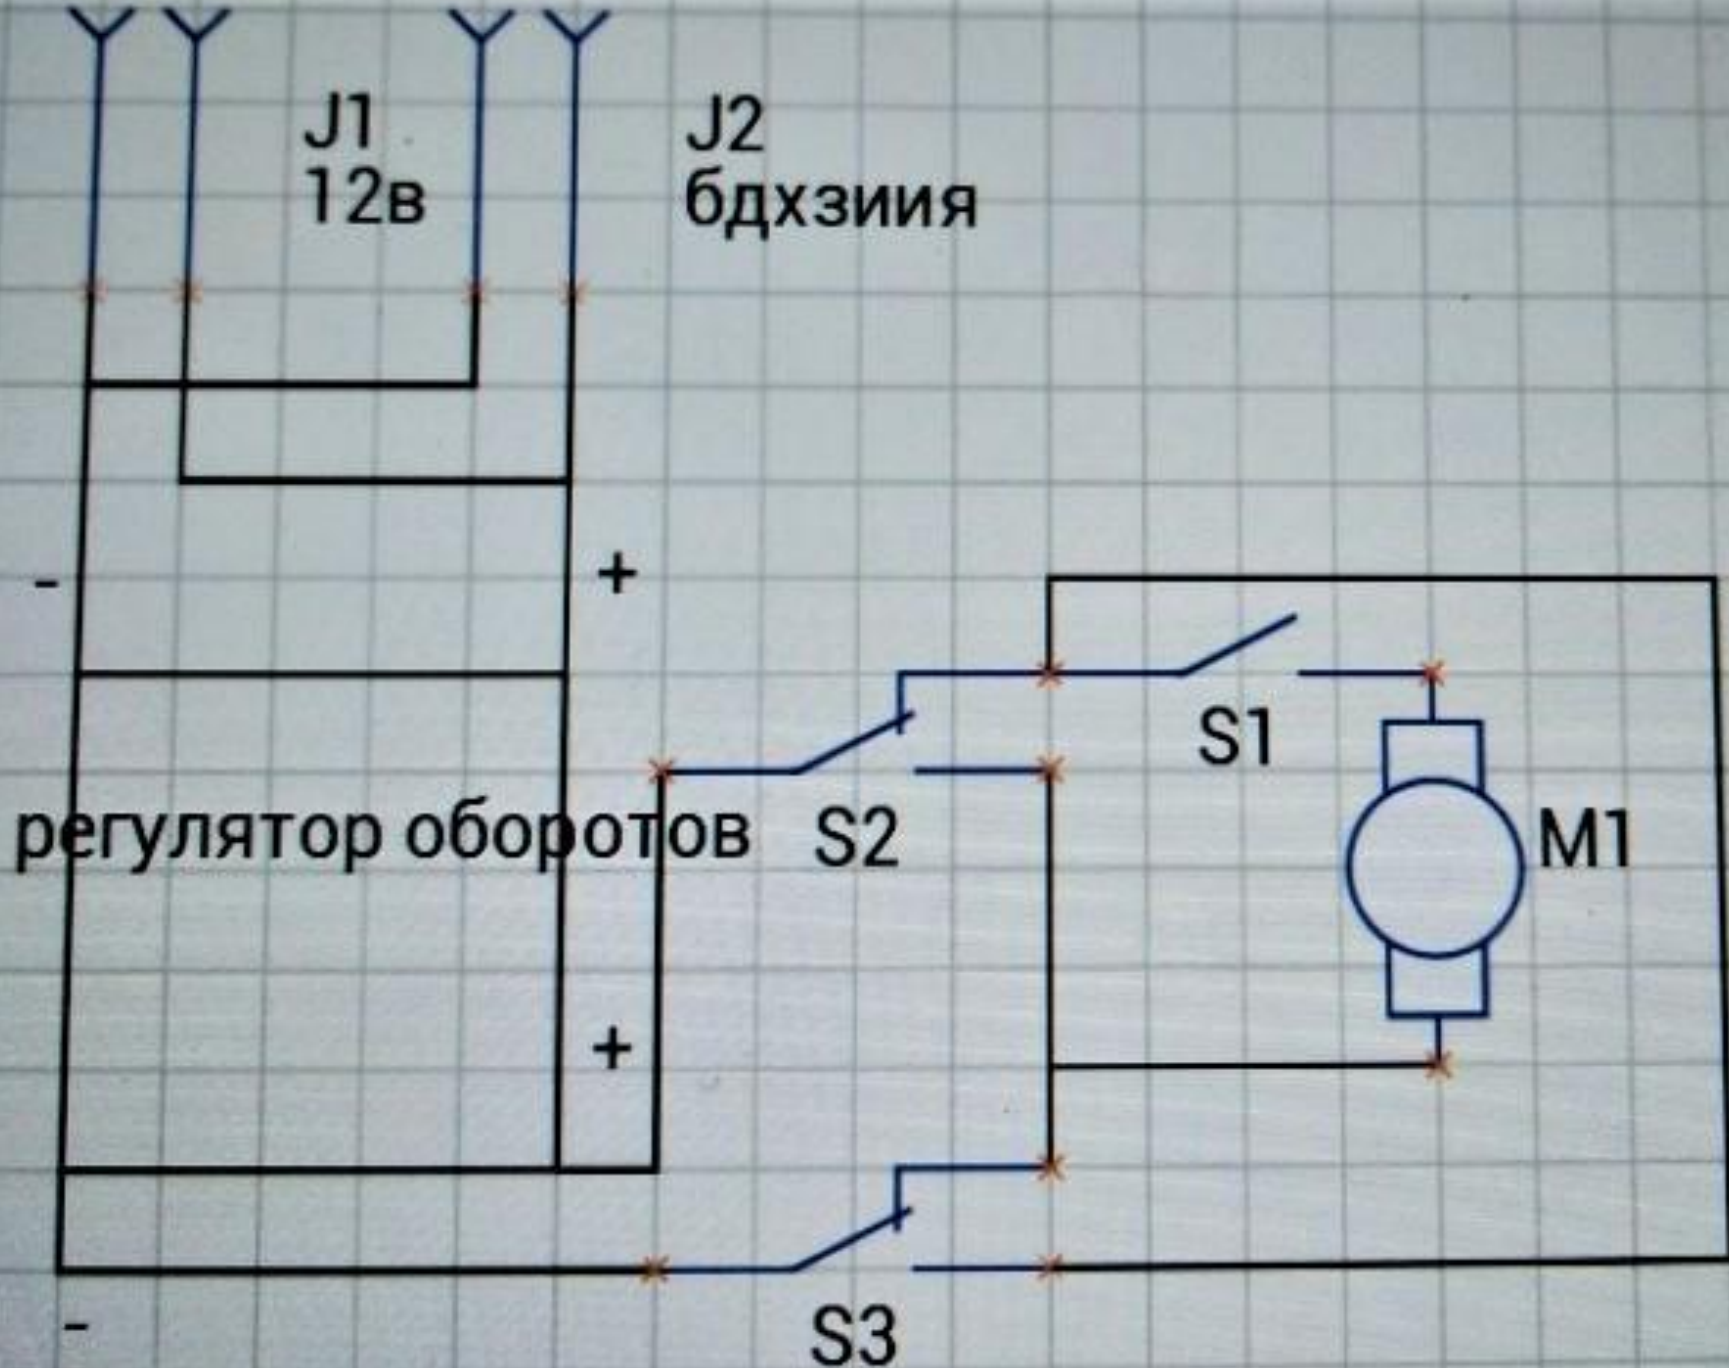 J1
12в
J2
бдхзиия
-
+
S1
регулятор оборотов
S2
M1
+
S3
-